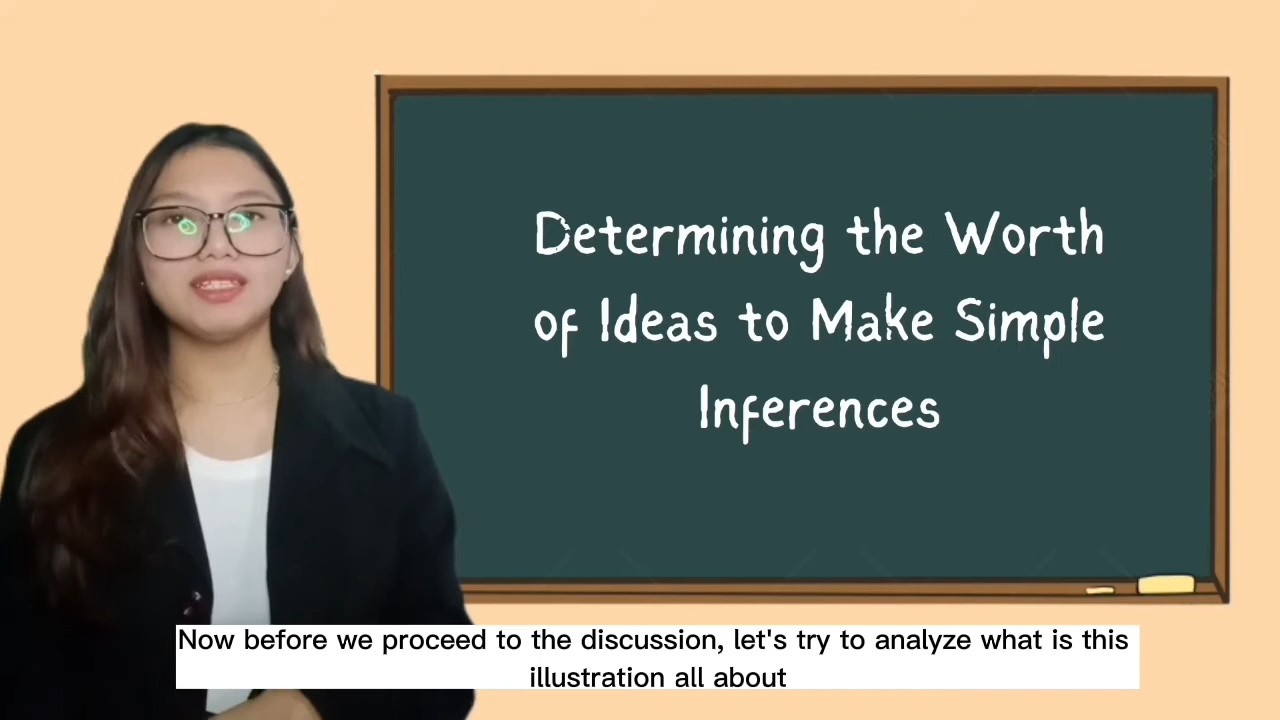 Determining the Worth
of Ideas to Make Simple
Inferences
Now before we proceed to the discussion, let's try to analyze what is this
illustration all about